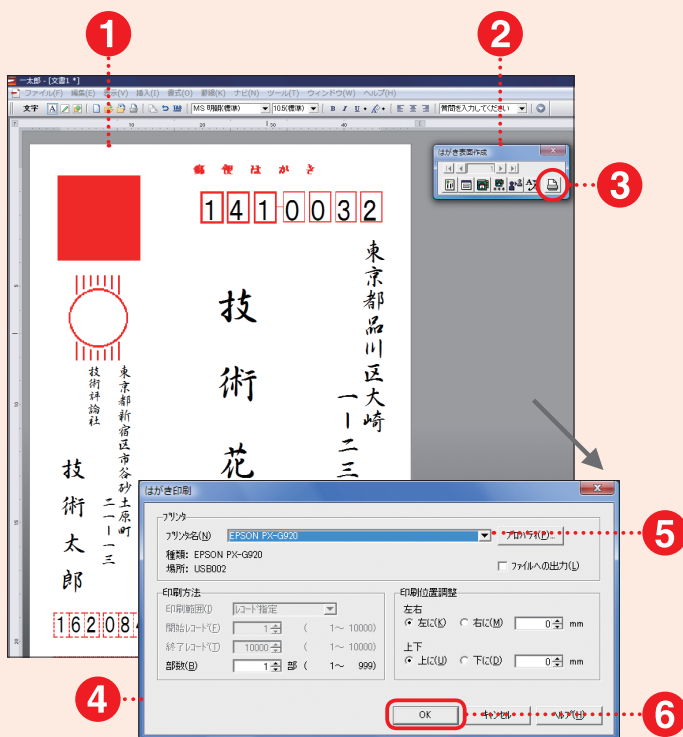 1
2
一太郎 - [文書1 *]
ファイル(F) 編集(E) 表示(V) 挿入(I) 書式(O) 罫線(K) ナビ(N) ツール(T) ウィンドウ(W) ヘルプ(H)
文字 A MS 明朝(標準) 10.5(標準) B I U 質問を入力してください
10 20 30 40
郵便はがき
1410032
東京都品川区大崎
一ー二三
技術花
東京都新宿区市谷砂土原町
二ー一ー三
技術評論社
技術太郎
162084
はがき表面作成
1
3
はがき印刷
プリンタ
プリンタ名(N) EPSON PX-G920 プロパティ(P)...
5
種類: EPSON PX-G920
場所: USB002 ファイルへの出力(L)
印刷方法
印刷範囲(I) レコード指定
開始レコード(F) 1 ( 1～ 10000)
終了レコード(T) 10000 ( 1～ 10000)
部数(B) 1 部 ( 1～ 999)
印刷位置調整
左右
左に(K) 右に(M) 0 mm
上下
上に(U) 下に(D) 0 mm
4
OK キャンセル ヘルプ(H)
6